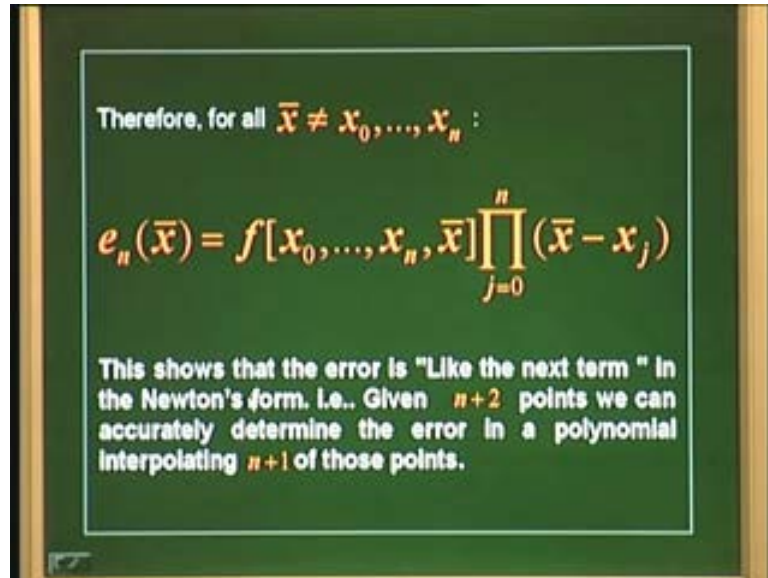 Therefore, for all x̄ ≠ x₀,..., xₙ :
eₙ(x̄) = f[x₀,..., xₙ, x̄]∏ⱼ₌₀ⁿ(x̄ − xⱼ)
This shows that the error is "Like the next term " in
the Newton's form. i.e.. Given n+2 points we can
accurately determine the error in a polynomial
interpolating n+1 of those points.